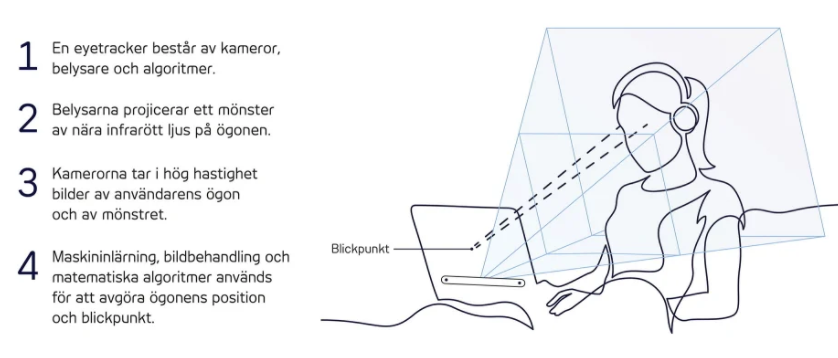 1 En eyetracker består av kameror,
belysare och algoritmer.
2 Belysarna projicerar ett mönster
av nära infrarött ljus på ögonen.
3 Kamerorna tar i hög hastighet
bilder av användarens ögon
och av mönstret.
4 Maskininlärning, bildbehandling och
matematiska algoritmer används
för att avgöra ögonens position
och blickpunkt.
Blickpunkt